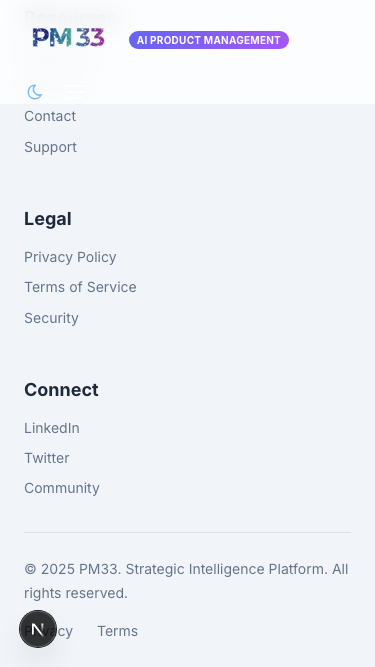 PM33
AI PRODUCT MANAGEMENT
Contact
Support
Legal
Privacy Policy
Terms of Service
Security
Connect
LinkedIn
Twitter
Community
© 2025 PM33. Strategic Intelligence Platform. All
rights reserved.
N
Terms